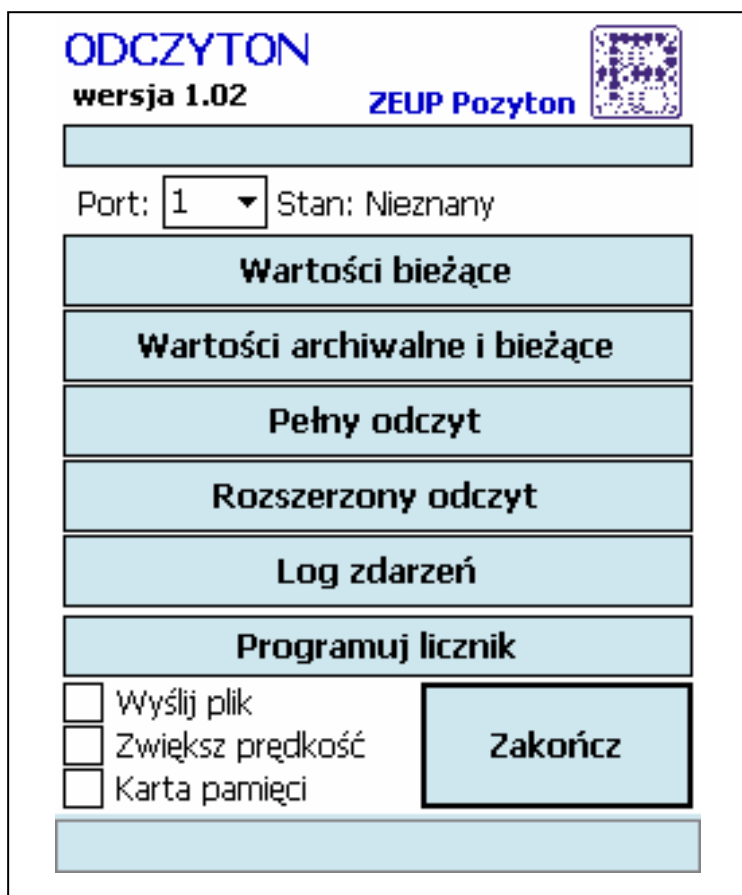 ODCZYTON
wersja 1.02
ZEUP Pozyton
Port: 1 Stan: Nieznany
Wartości bieżące
Wartości archiwalne i bieżące
Pełny odczyt
Rozszerzony odczyt
Log zdarzeń
Programuj licznik
Wyślij plik
Zwiększ prędkość
Karta pamięci
Zakończ